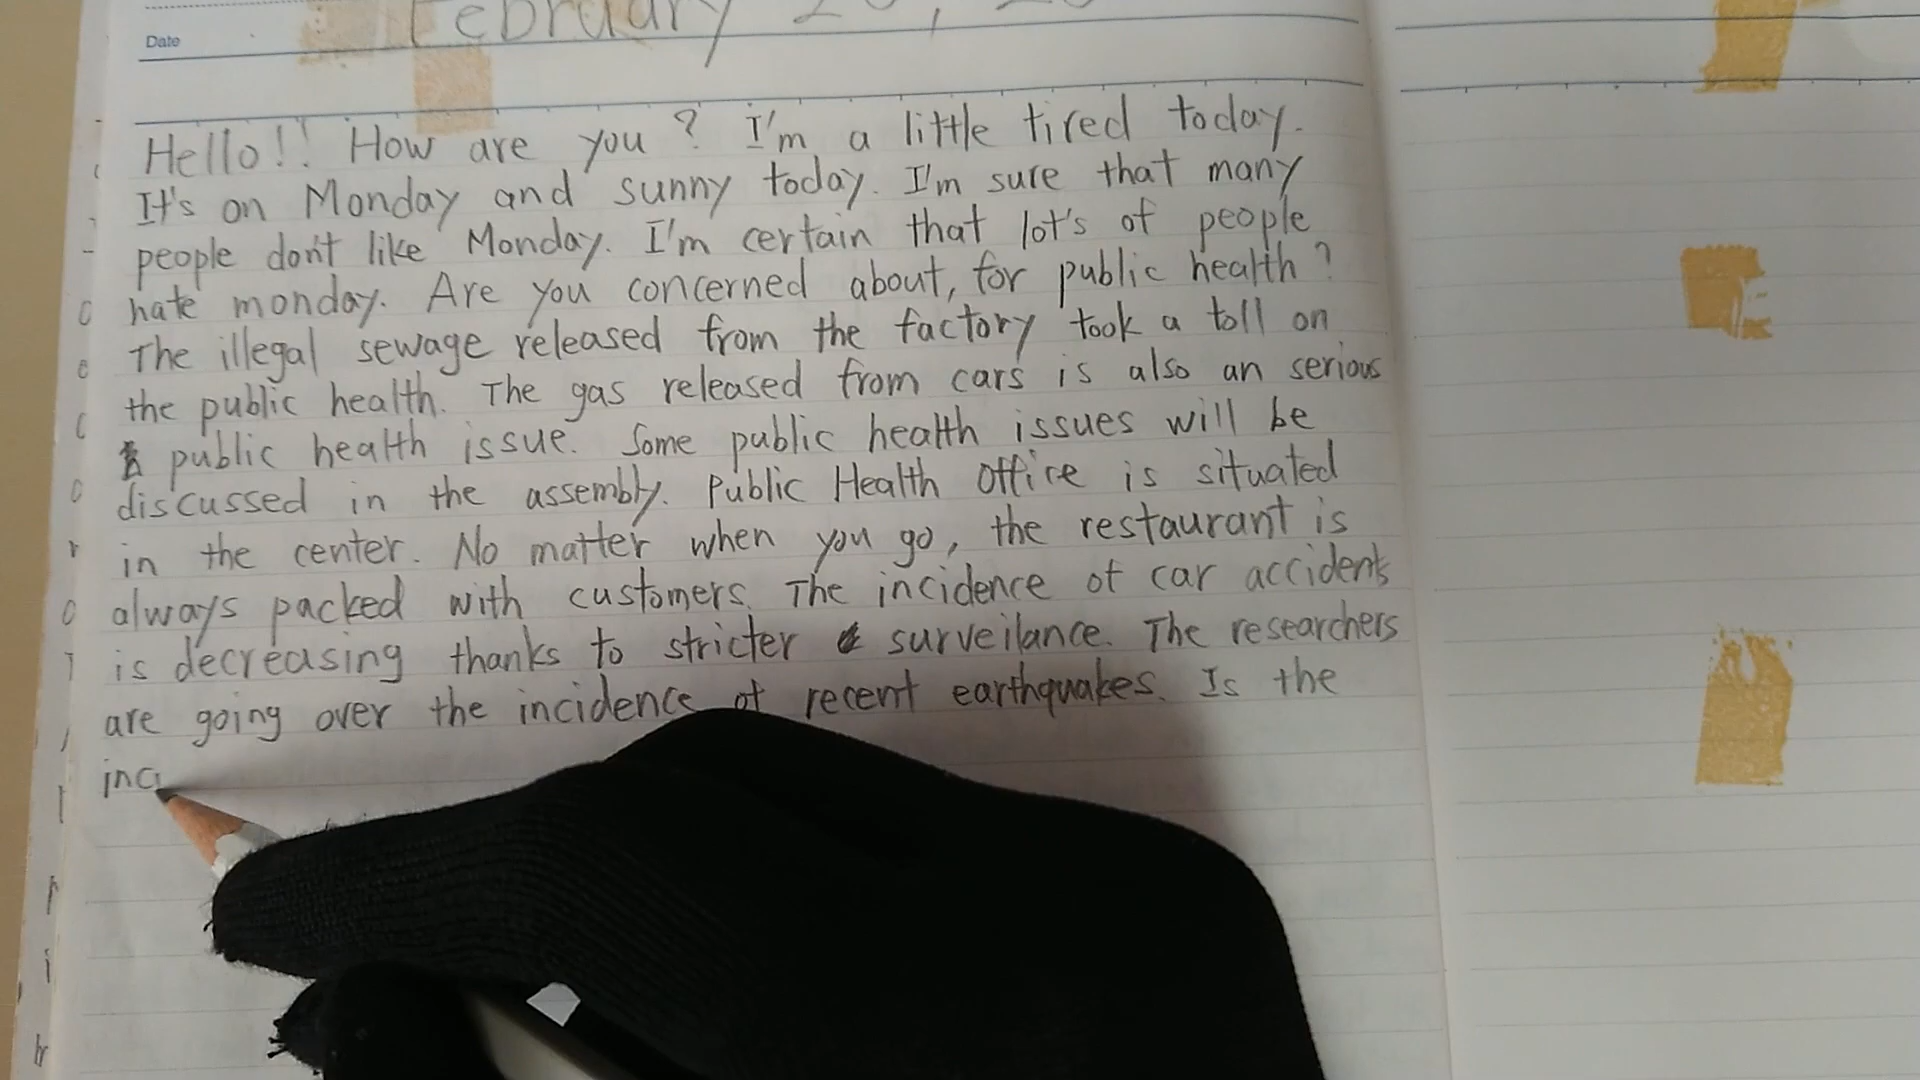 Date
February
Hello!! How are you? I'm a little tired today.
It's on Monday and sunny today. I'm sure that many
people don't like Monday. I'm certain that lot's of people
hate monday. Are you concerned about, for public health?
The illegal sewage released from the factory took a toll on
the public health. The gas released from cars is also an serious
public health issue. Some public health issues will be
discussed in the assembly. Public Health Office is situated
in the center. No matter when you go, the restaurant is
always packed with customers. The incidence of car accidents
is decreasing thanks to stricter surveilance. The researchers
are going over the incidence of recent earthquakes. Is the
inci